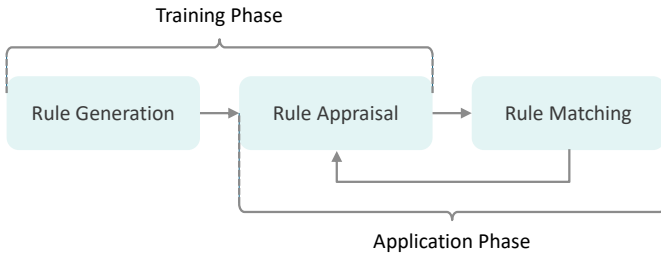 Training Phase
Rule Generation
Rule Appraisal
Rule Matching
Application Phase